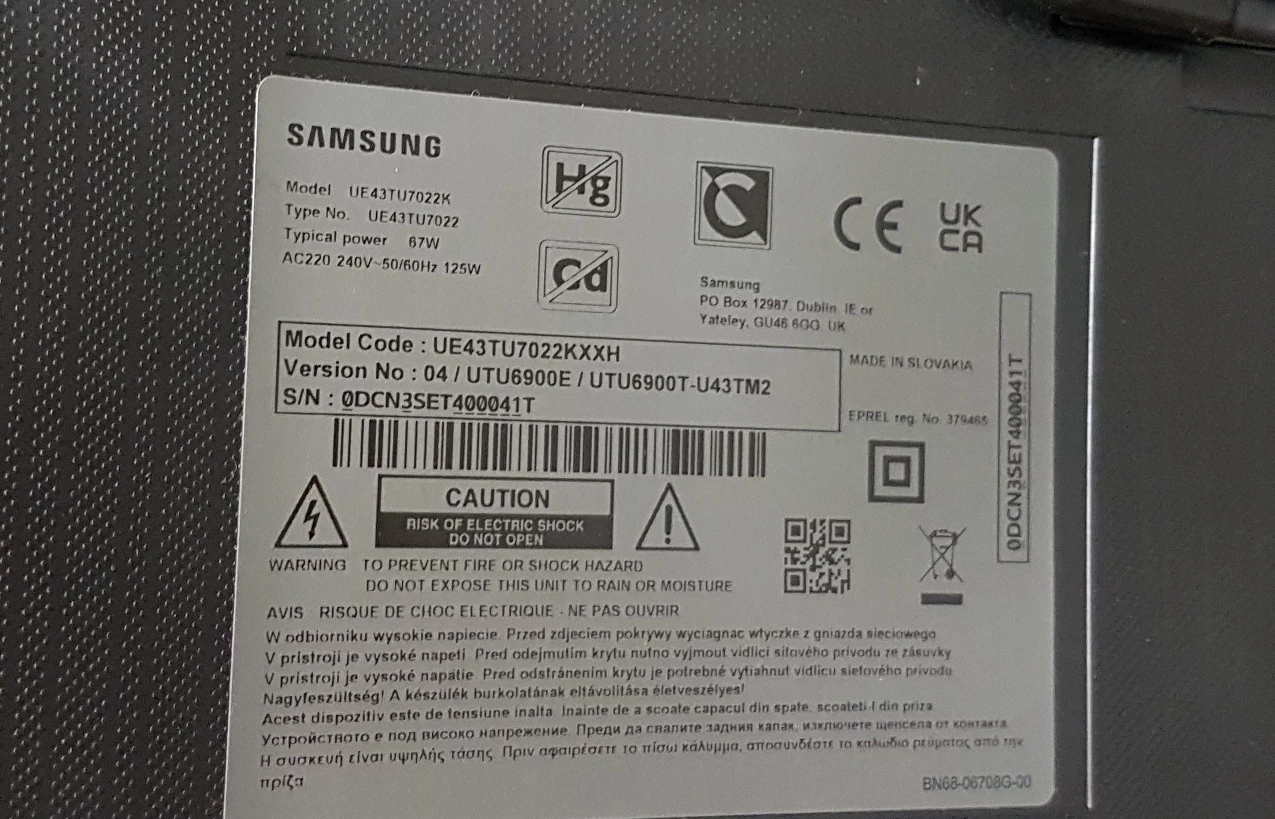 SAMSUNG
Model UE43TU7022K
Type No. UE43TU7022
Typical power 67W
AC220 240V~50/60Hz 125W
Hg
Cd
C
CE
UK
CA
Samsung
PO Box 12987, Dublin. IE or
Yateley, GU46 6GG. UK
Model Code : UE43TU7022KXXH
Version No : 04 / UTU6900E / UTU6900T-U43TM2
S/N : 0DCN3SET400041T
MADE IN SLOVAKIA
EPREL reg. No. 379465
0DCN3SET400041T
CAUTION
RISK OF ELECTRIC SHOCK
DO NOT OPEN
WARNING TO PREVENT FIRE OR SHOCK HAZARD
DO NOT EXPOSE THIS UNIT TO RAIN OR MOISTURE
AVIS RISQUE DE CHOC ELECTRIQUE - NE PAS OUVRIR
W odbiorniku wysokie napiecie. Przed zdjeciem pokrywy wyciagnac wtyczke z gniazda sieciowego
V prístroji je vysoké napetí Pred odejmutím krytu nutno vyjmout vidlici síťového prívodu ze zásuvky
V prístroji je vysoké napätie Pred odstránením krytu je potrebné vytiahnut vidlicu sieťového prívodu
Nagyfeszültség! A készülék burkolatának eltávolítása életveszélyes!
Acest dispozitiv este de tensiune inalta. Inainte de a scoate capacul din spate, scoateti-l din priza.
Устройството е под високо напрежение. Преди да свалите задния капак, изключете щепсела от контакта
Η συσκευή είναι υψηλής τάσης. Πριν αφαιρέσετε το πίσω κάλυμμα, αποσυνδέστε το καλώδιο ρεύματος από την
πρίζα
BN68-06708G-00